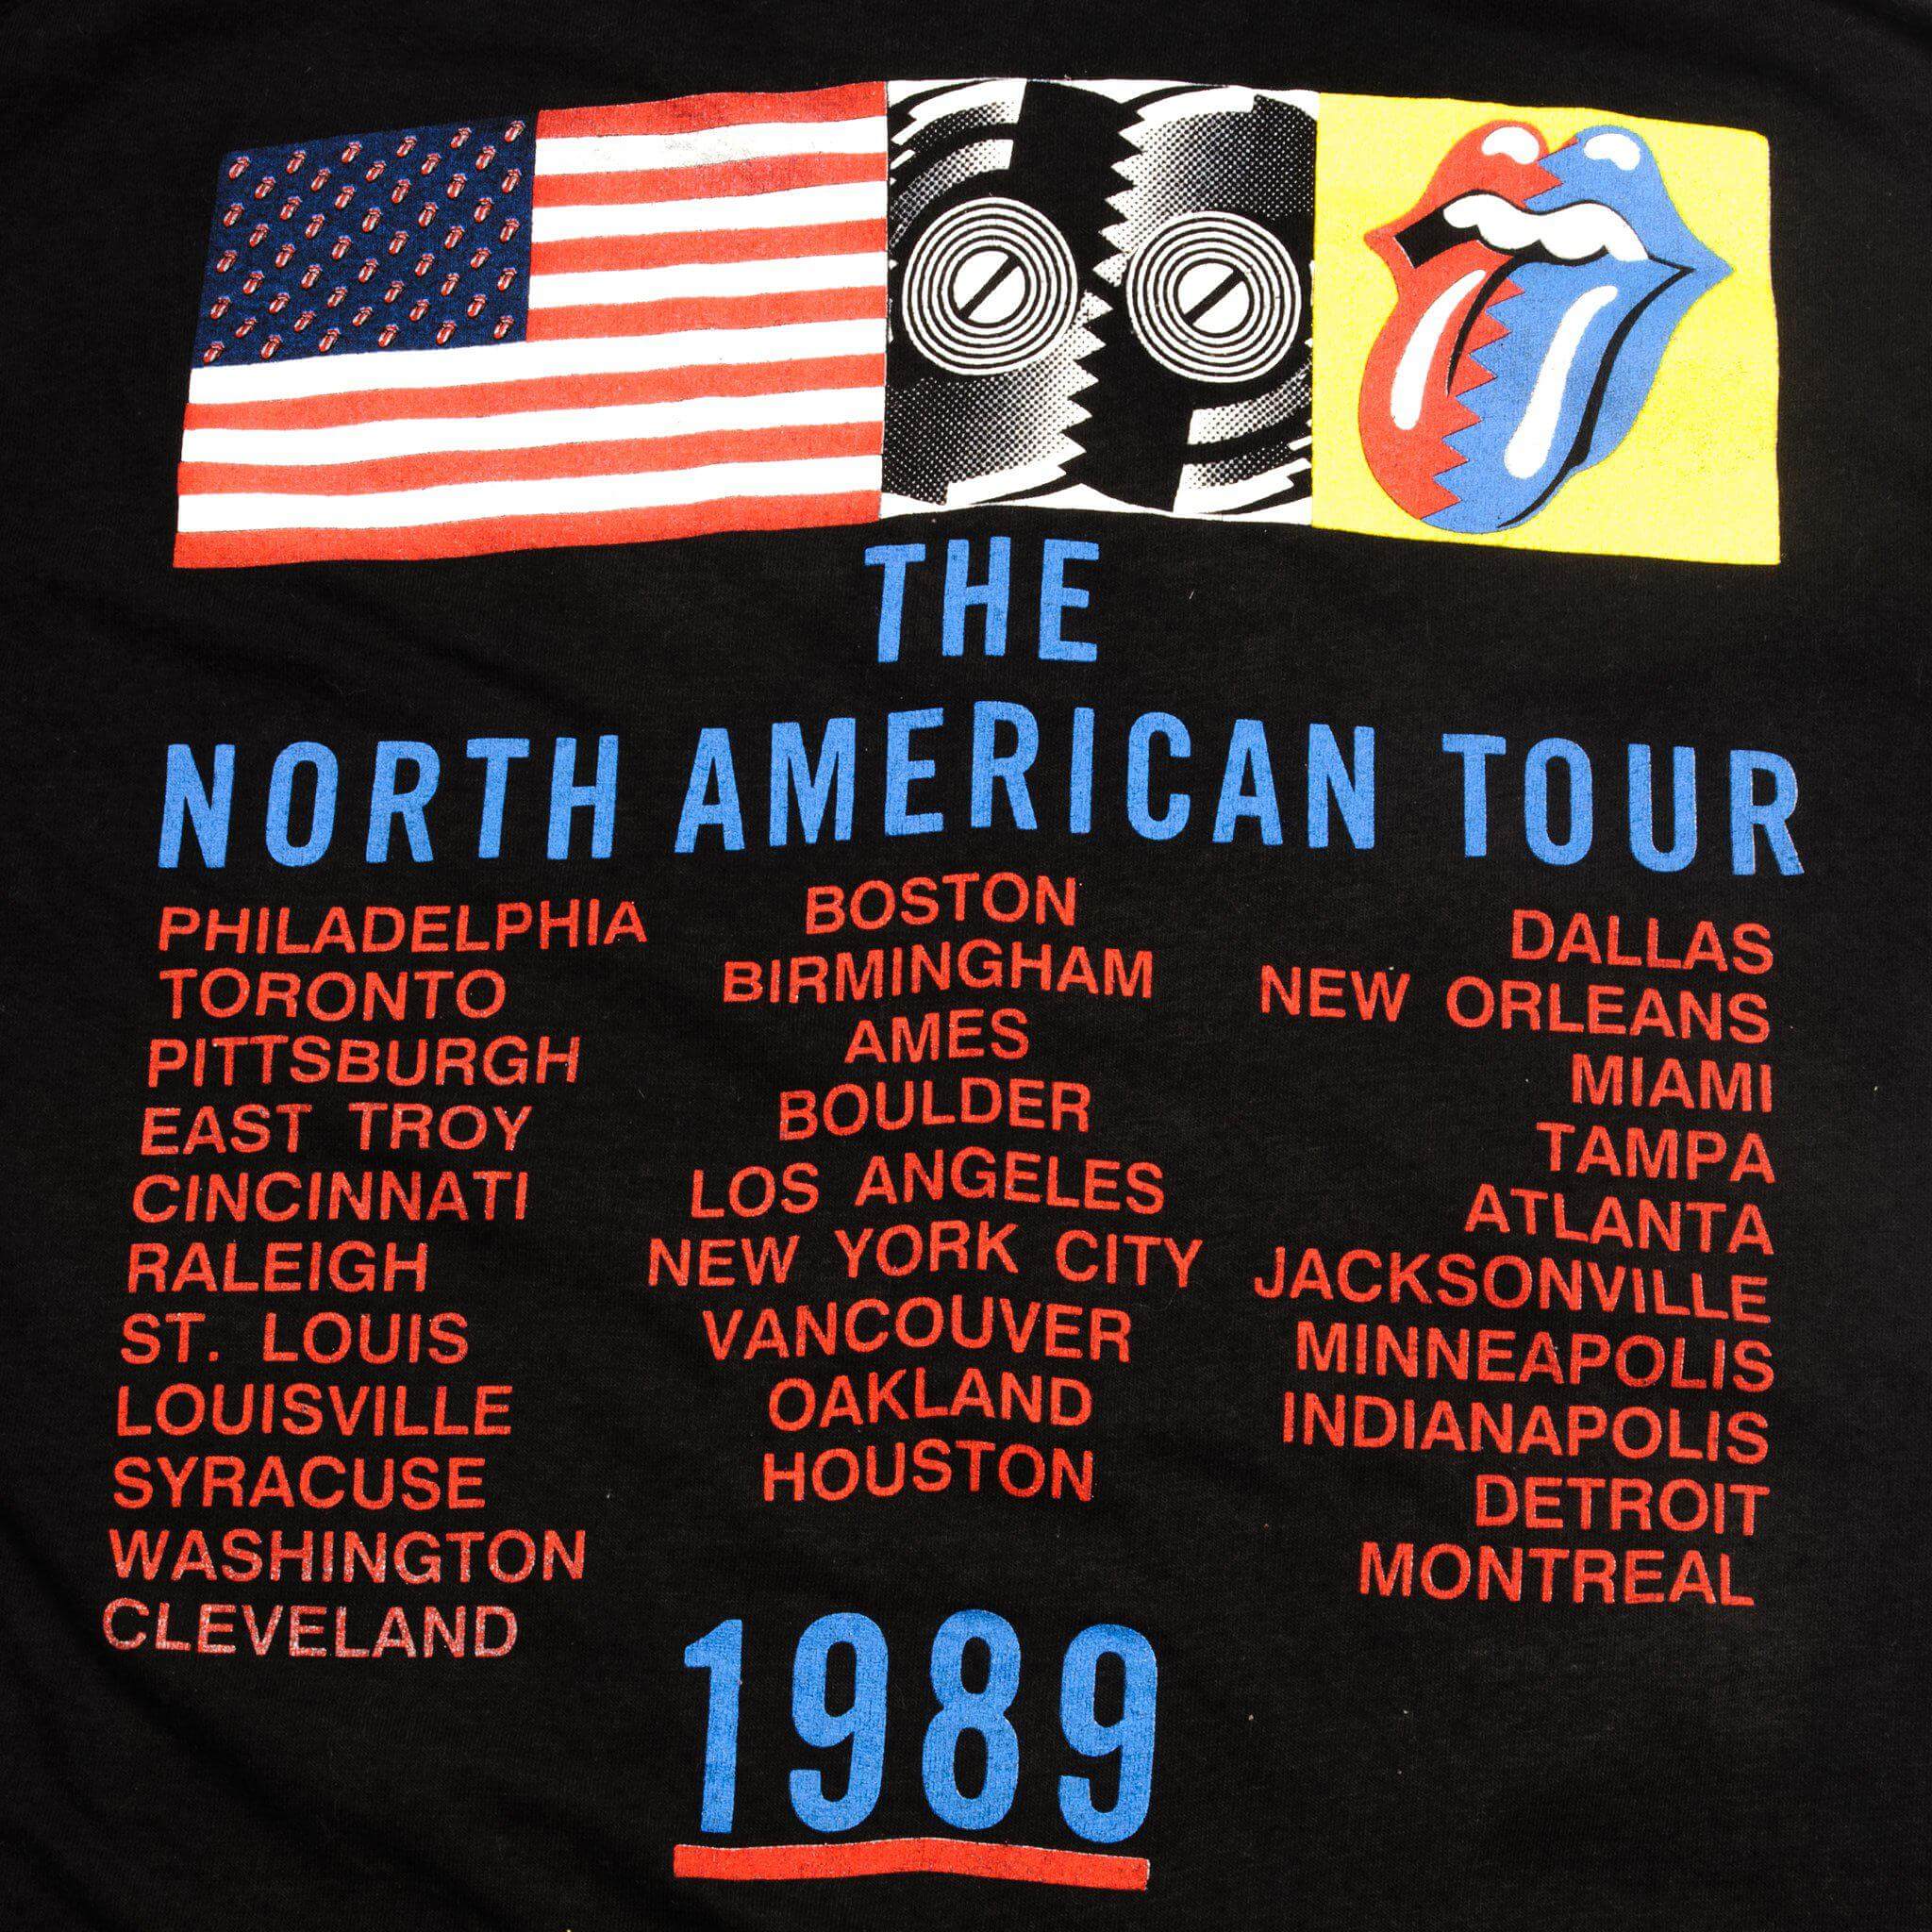 THE
NORTH AMERICAN TOUR
PHILADELPHIA
TORONTO
PITTSBURGH
EAST TROY
CINCINNATI
RALEIGH
ST. LOUIS
LOUISVILLE
SYRACUSE
WASHINGTON
CLEVELAND
BOSTON
BIRMINGHAM
AMES
BOULDER
LOS ANGELES
NEW YORK CITY
VANCOUVER
OAKLAND
HOUSTON
DALLAS
NEW ORLEANS
MIAMI
TAMPA
ATLANTA
JACKSONVILLE
MINNEAPOLIS
INDIANAPOLIS
DETROIT
MONTREAL
1989